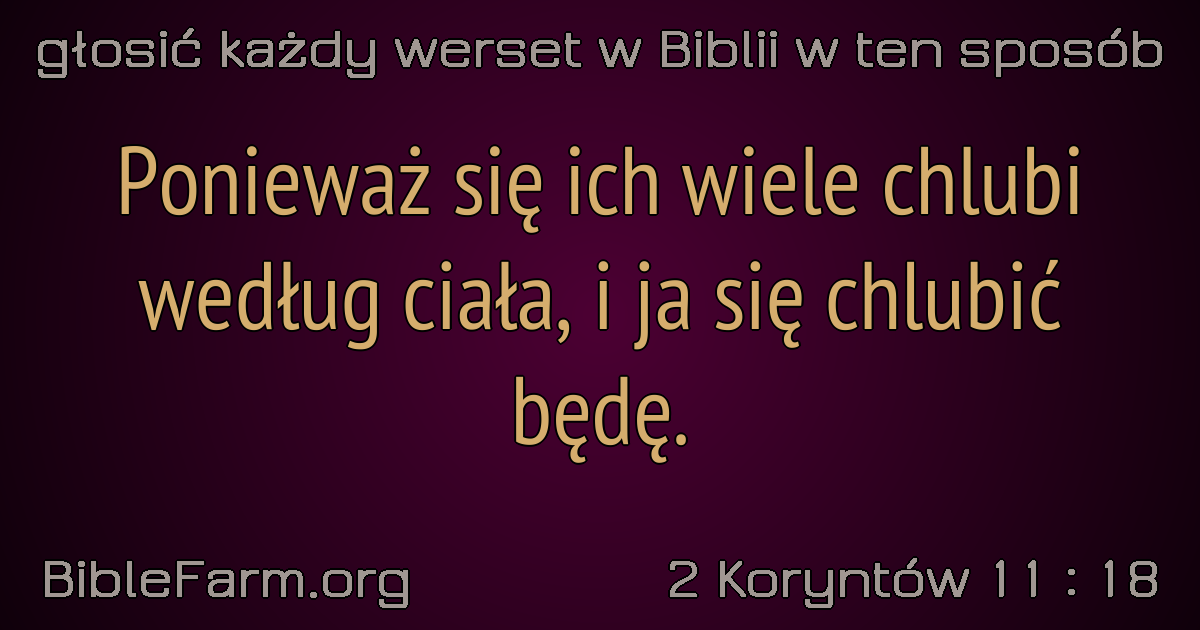 głosić każdy werset w Biblii w ten sposób
Ponieważ się ich wiele chlubi
według ciała, i ja się chlubić
będę.
BibleFarm.org
2 Koryntów 11 : 18